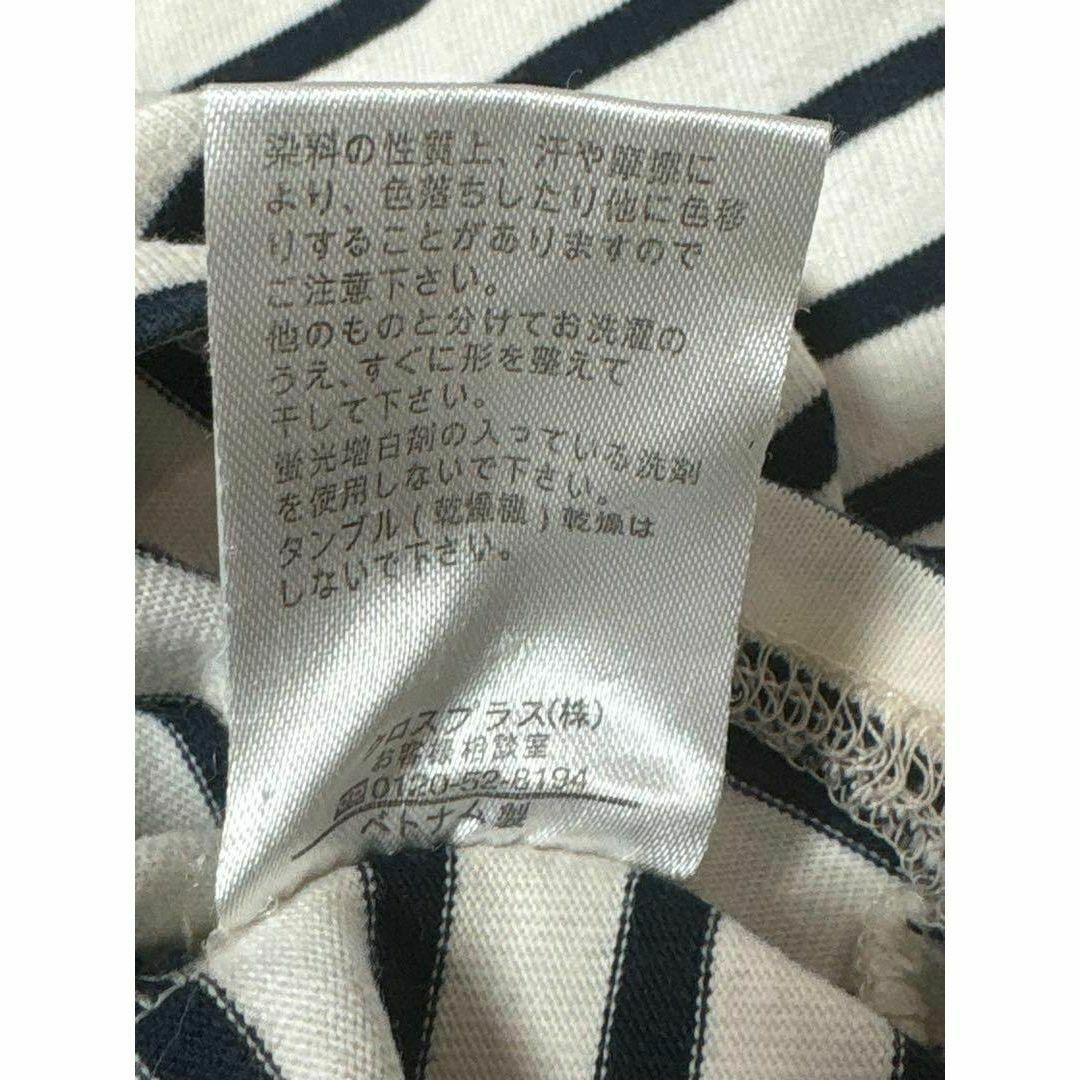 染料の性質上、汗や摩擦に
より、色落ちしたり他に色移
りすることがありますので
ご注意下さい。
他のものと分けてお洗濯の
うえ、すぐに形を整えて
干して下さい。
蛍光増白剤の入っている洗剤
を使用しないで下さい。
タンブル(乾燥機)乾燥は
しないで下さい。
クロスプラス(株)
お客様相談室
0120-52-8194
ベトナム製